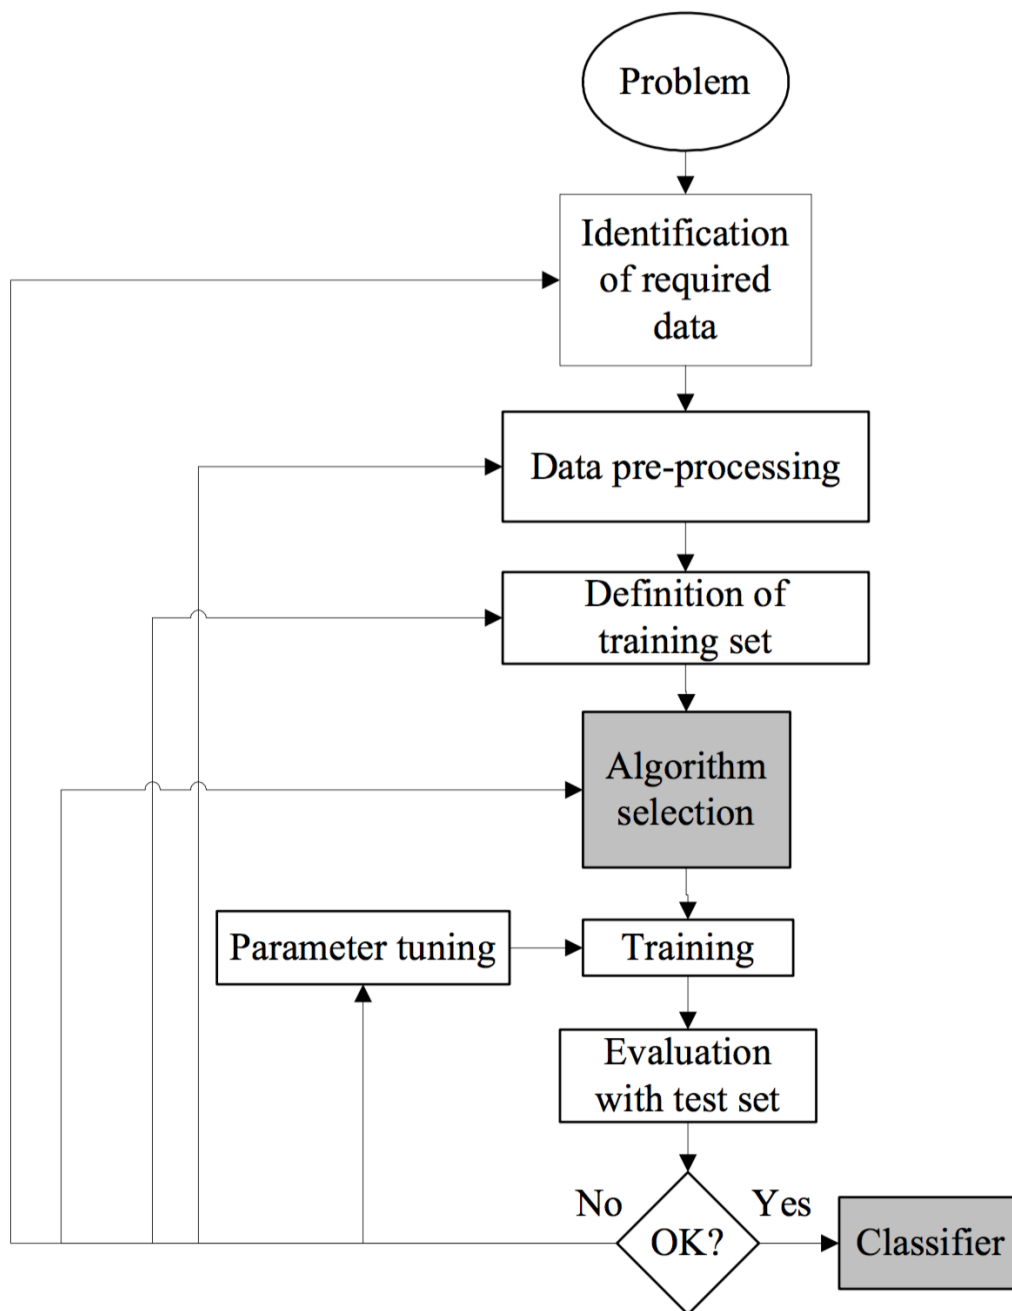 Problem
Identification
of required
data
Data pre-processing
Definition of
training set
Algorithm
selection
Parameter tuning
Training
Evaluation
with test set
No
Yes
OK?
Classifier